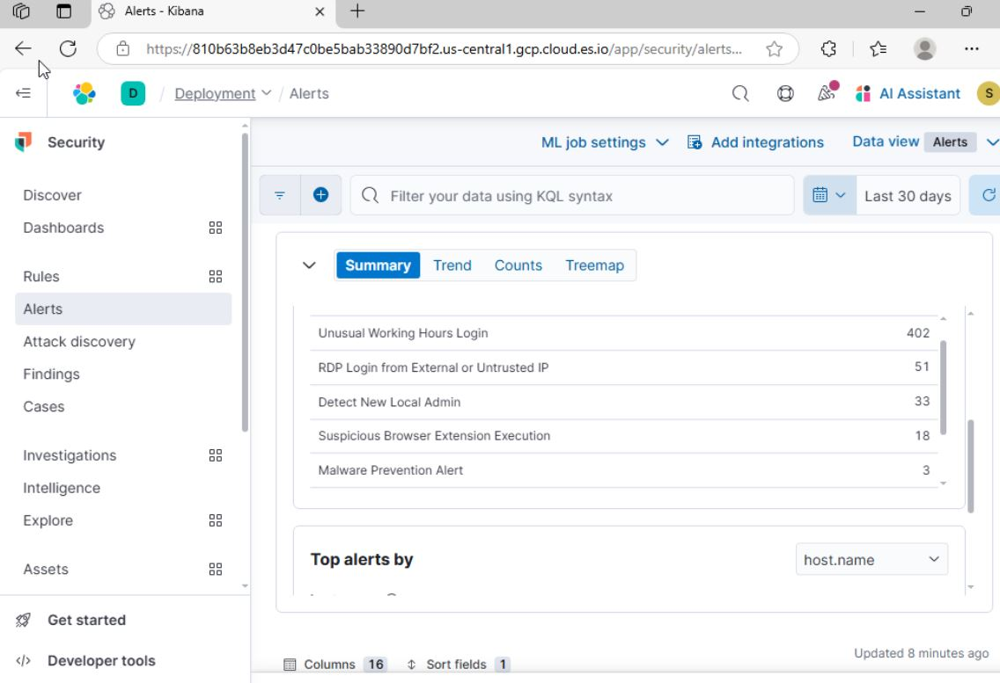 Alerts - Kibana
https://810b63b8eb3d47c0be5bab33890d7bf2.us-central1.gcp.cloud.es.io/app/security/alerts...
D / Deployment / Alerts AI Assistant S
Security
ML job settings Add integrations Data view Alerts
Discover
Filter your data using KQL syntax Last 30 days
Dashboards
Rules
Alerts
Attack discovery
Findings
Cases
Investigations
Intelligence
Explore
Assets
Get started
Developer tools
Summary Trend Counts Treemap
Unusual Working Hours Login 402
RDP Login from External or Untrusted IP 51
Detect New Local Admin 33
Suspicious Browser Extension Execution 18
Malware Prevention Alert 3
Top alerts by host.name
Updated 8 minutes ago
Columns 16 Sort fields 1